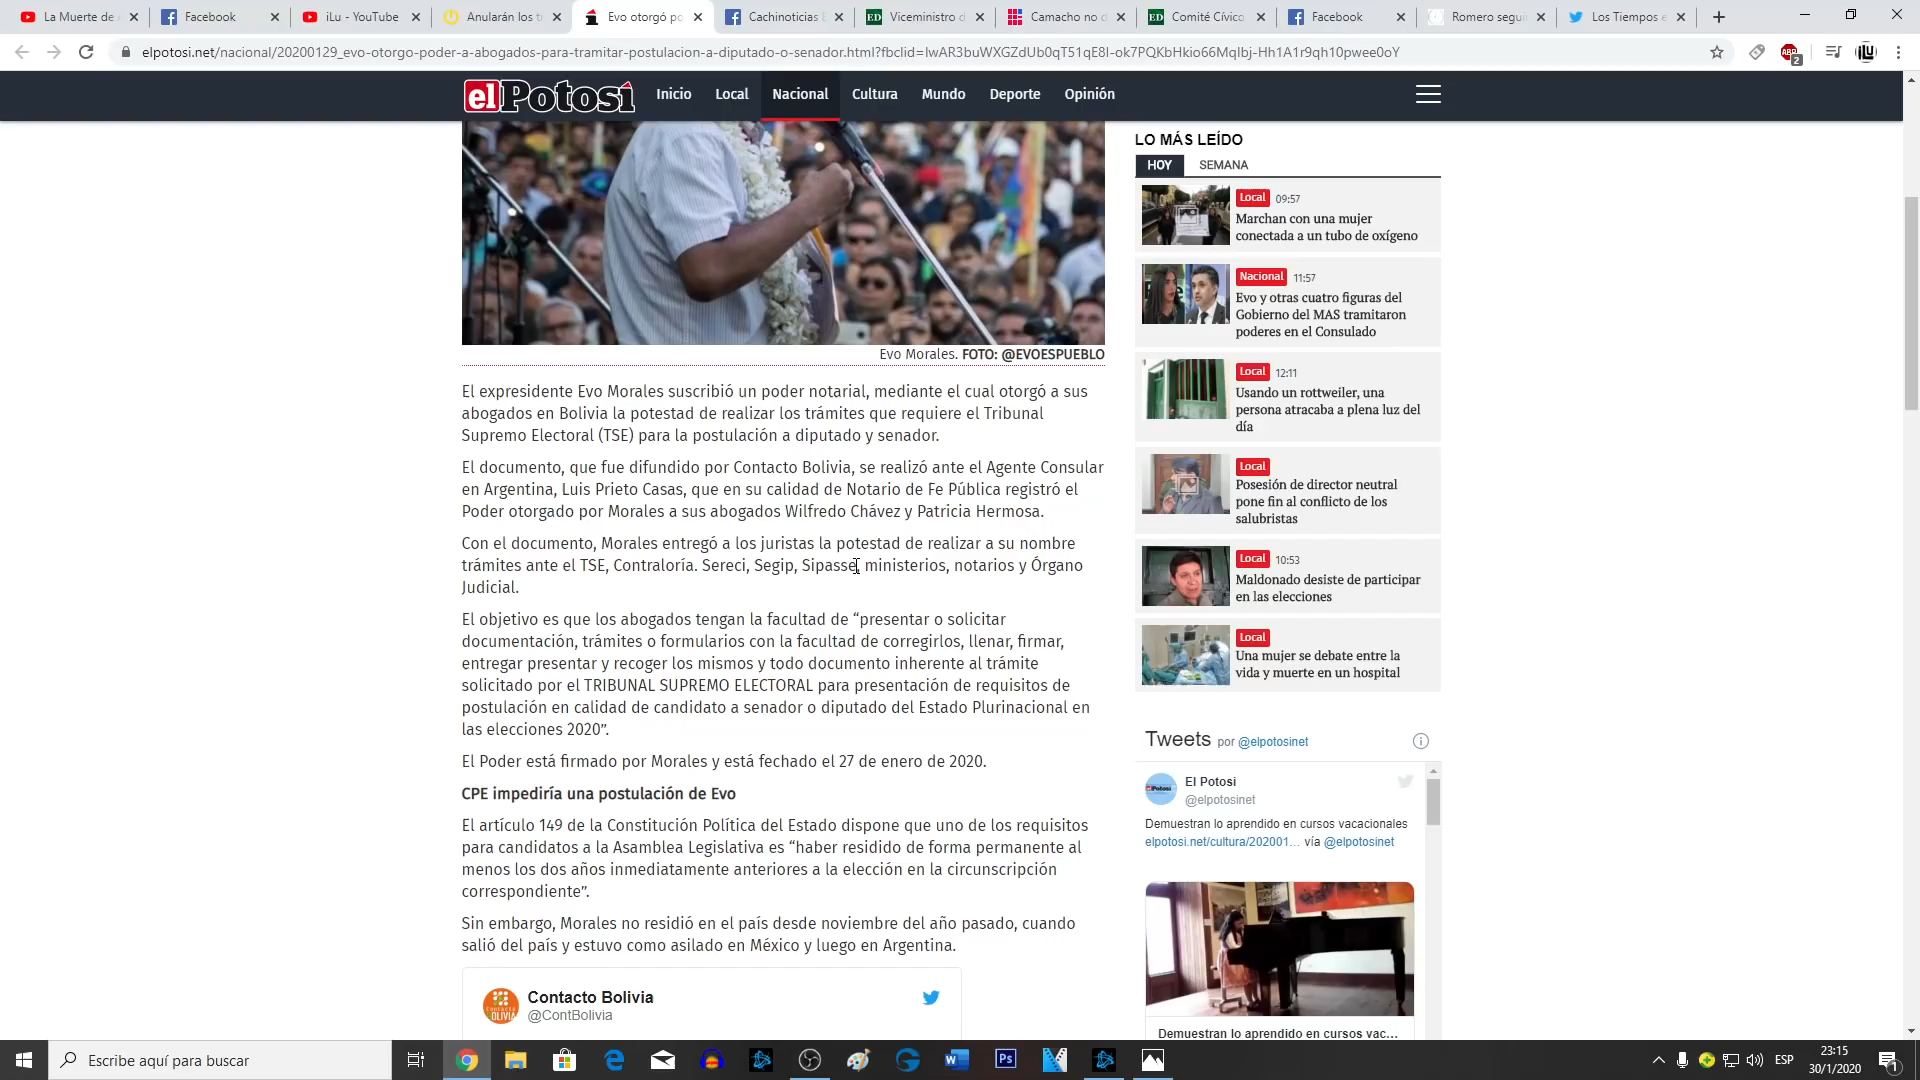 La Muerte de
Facebook
iLu - YouTube
Anularán los t
Evo otorgó po
Cachinoticias
Viceministro d
Camacho no d
Comité Cívico
Facebook
Romero segui
Los Tiempos e
elpotosi.net/nacional/20200129_evo-otorgo-poder-a-abogados-para-tramitar-postulacion-a-diputado-o-senador.html?fbclid=IwAR3buWXGZdUb0qT51qE8I-ok7PQKbHkio66MqIbj-Hh1A1r9qh10pwee0oY
ABP
2
iLU
el Potosí
Inicio
Local
Nacional
Cultura
Mundo
Deporte
Opinión
Evo Morales. FOTO: @EVOESPUEBLO
El expresidente Evo Morales suscribió un poder notarial, mediante el cual otorgó a sus
abogados en Bolivia la potestad de realizar los trámites que requiere el Tribunal
Supremo Electoral (TSE) para la postulación a diputado y senador.
El documento, que fue difundido por Contacto Bolivia, se realizó ante el Agente Consular
en Argentina, Luis Prieto Casas, que en su calidad de Notario de Fe Pública registró el
Poder otorgado por Morales a sus abogados Wilfredo Chávez y Patricia Hermosa.
Con el documento, Morales entregó a los juristas la potestad de realizar a su nombre
trámites ante el TSE, Contraloría. Sereci, Segip, Sipasse, ministerios, notarios y Órgano
Judicial.
El objetivo es que los abogados tengan la facultad de “presentar o solicitar
documentación, trámites o formularios con la facultad de corregirlos, llenar, firmar,
entregar presentar y recoger los mismos y todo documento inherente al trámite
solicitado por el TRIBUNAL SUPREMO ELECTORAL para presentación de requisitos de
postulación en calidad de candidato a senador o diputado del Estado Plurinacional en
las elecciones 2020”.
El Poder está firmado por Morales y está fechado el 27 de enero de 2020.
CPE impediría una postulación de Evo
El artículo 149 de la Constitución Política del Estado dispone que uno de los requisitos
para candidatos a la Asamblea Legislativa es “haber residido de forma permanente al
menos los dos años inmediatamente anteriores a la elección en la circunscripción
correspondiente”.
Sin embargo, Morales no residió en el país desde noviembre del año pasado, cuando
salió del país y estuvo como asilado en México y luego en Argentina.
Contacto Bolivia
@ContBolivia
LO MÁS LEÍDO
HOY
SEMANA
Local 09:57
Marchan con una mujer
conectada a un tubo de oxígeno
Nacional 11:57
Evo y otras cuatro figuras del
Gobierno del MAS tramitaron
poderes en el Consulado
Local 12:11
Usando un rottweiler, una
persona atracaba a plena luz del
día
Local
Posesión de director neutral
pone fin al conflicto de los
salubristas
Local 10:53
Maldonado desiste de participar
en las elecciones
Local
Una mujer se debate entre la
vida y muerte en un hospital
Tweets por @elpotosinet
El Potosi
@elpotosinet
Demuestran lo aprendido en cursos vacacionales
elpotosi.net/cultura/202001… vía @elpotosinet
Demuestran lo aprendido en cursos vac...
Escribe aquí para buscar
Ps
ESP
23:15
30/1/2020
1